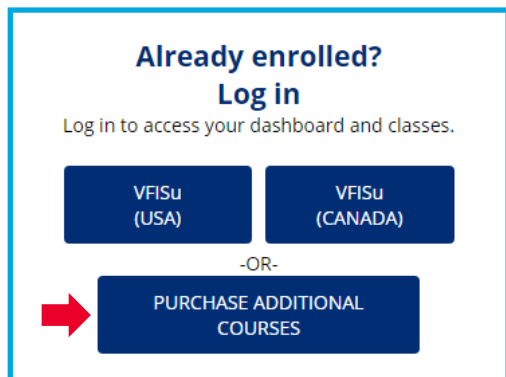 Already enrolled?
Log in
Log in to access your dashboard and classes.
VFISu
(USA)
VFISu
(CANADA)
-OR-
PURCHASE ADDITIONAL
COURSES